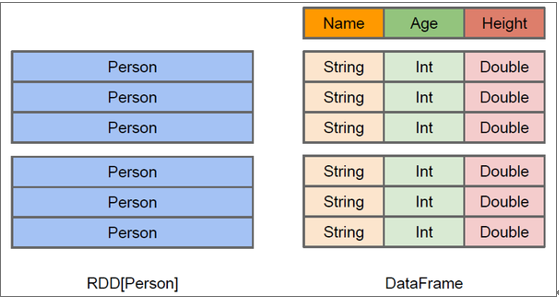 Name Age Height
Person String Int Double
Person String Int Double
Person String Int Double
Person String Int Double
Person String Int Double
Person String Int Double
RDD[Person] DataFrame